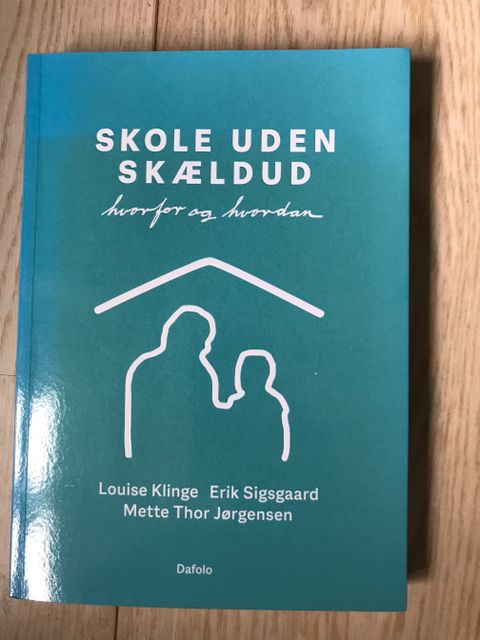 SKOLE UDEN
SKÆLDUD
hvorfor og hvordan
Louise Klinge Erik Sigsgaard
Mette Thor Jørgensen
Dafolo